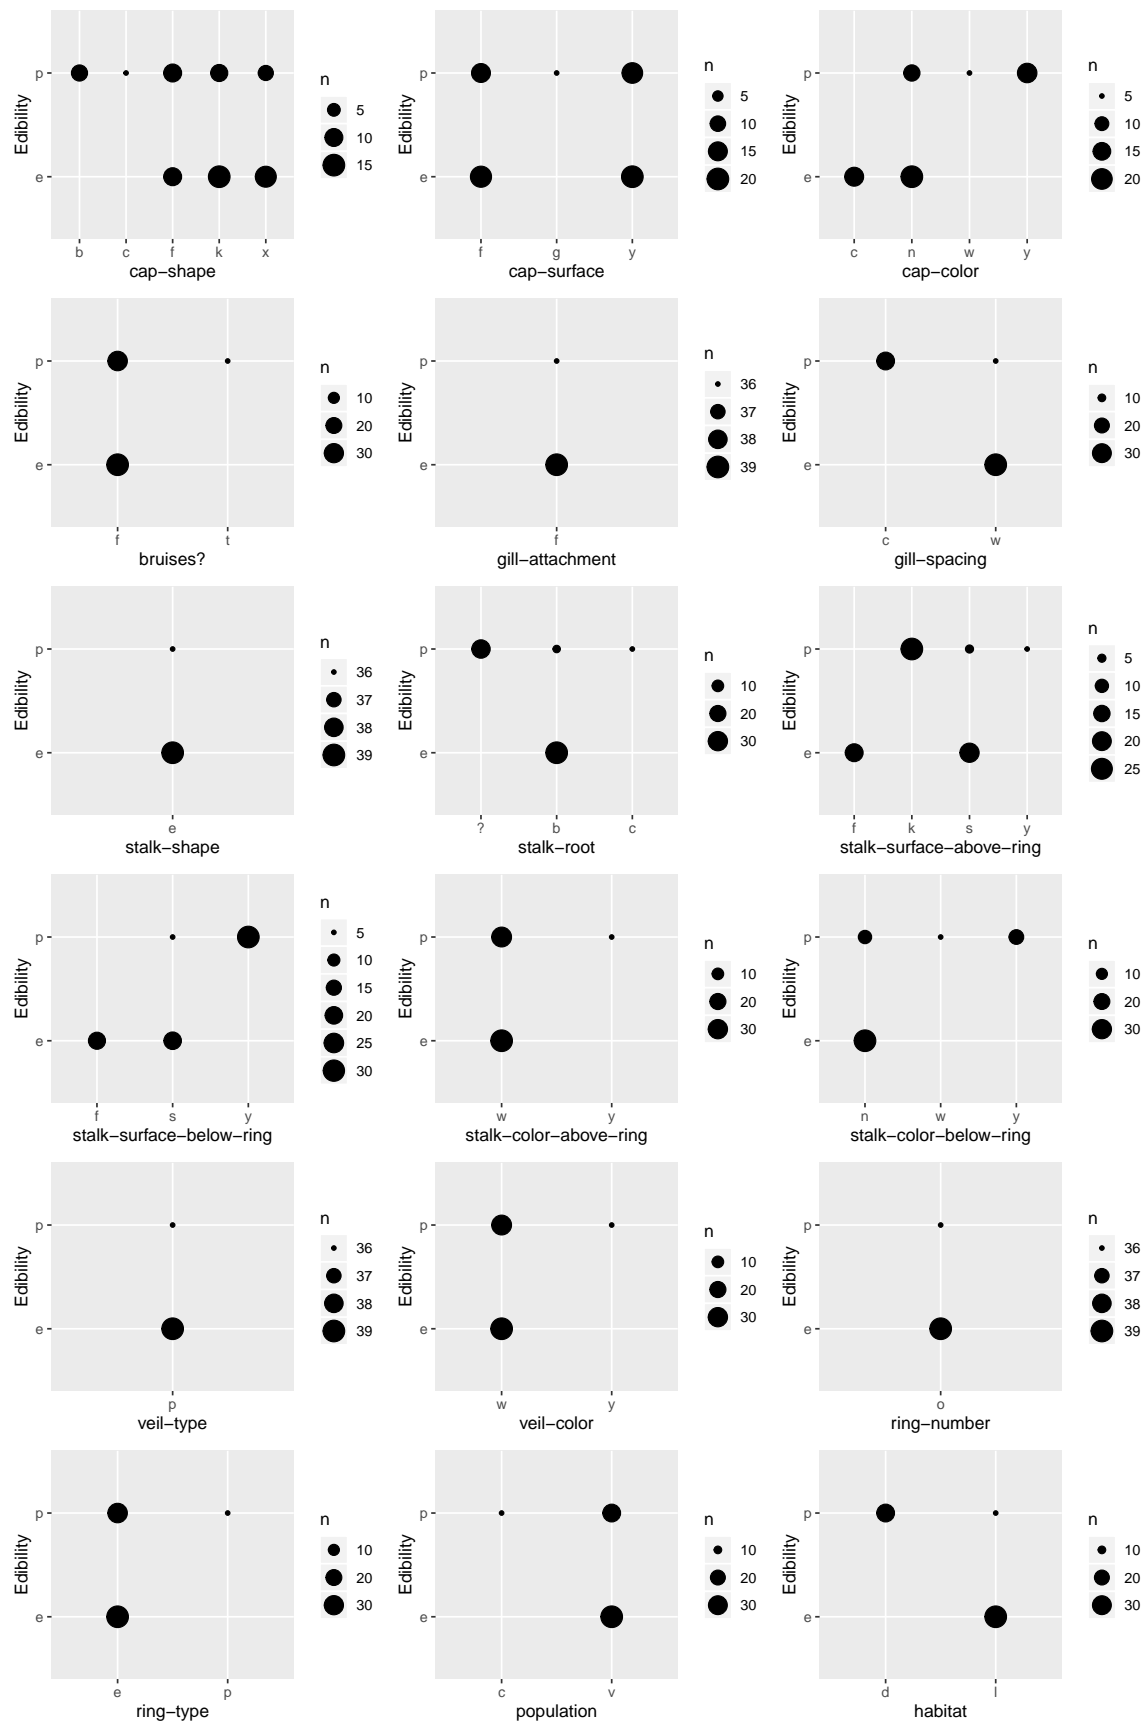 Edibility
p
e
b c f k x
cap−shape
n
5
10
15
Edibility
p
e
f g y
cap−surface
n
5
10
15
20
Edibility
p
e
c n w y
cap−color
n
5
10
15
20
Edibility
p
e
f t
bruises?
n
10
20
30
Edibility
p
e
f
gill−attachment
n
36
37
38
39
Edibility
p
e
c w
gill−spacing
n
10
20
30
Edibility
p
e
e
stalk−shape
n
36
37
38
39
Edibility
p
e
? b c
stalk−root
n
10
20
30
Edibility
p
e
f k s y
stalk−surface−above−ring
n
5
10
15
20
25
Edibility
p
e
f s y
stalk−surface−below−ring
n
5
10
15
20
25
30
Edibility
p
e
w y
stalk−color−above−ring
n
10
20
30
Edibility
p
e
n w y
stalk−color−below−ring
n
10
20
30
Edibility
p
e
p
veil−type
n
36
37
38
39
Edibility
p
e
w y
veil−color
n
10
20
30
Edibility
p
e
o
ring−number
n
36
37
38
39
Edibility
p
e
e p
ring−type
n
10
20
30
Edibility
p
e
c v
population
n
10
20
30
Edibility
p
e
d l
habitat
n
10
20
30